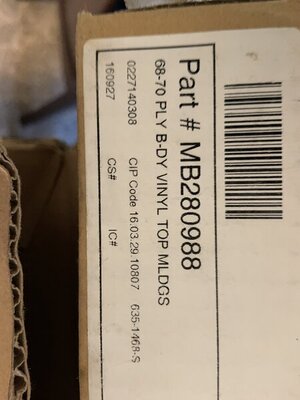 Part # MB280988
68-70 PLY B-DY VINYL TOP MLDGS
0227140308 CIP Code 16.03.29.10807 635-1468-S
160927 CS# IC#